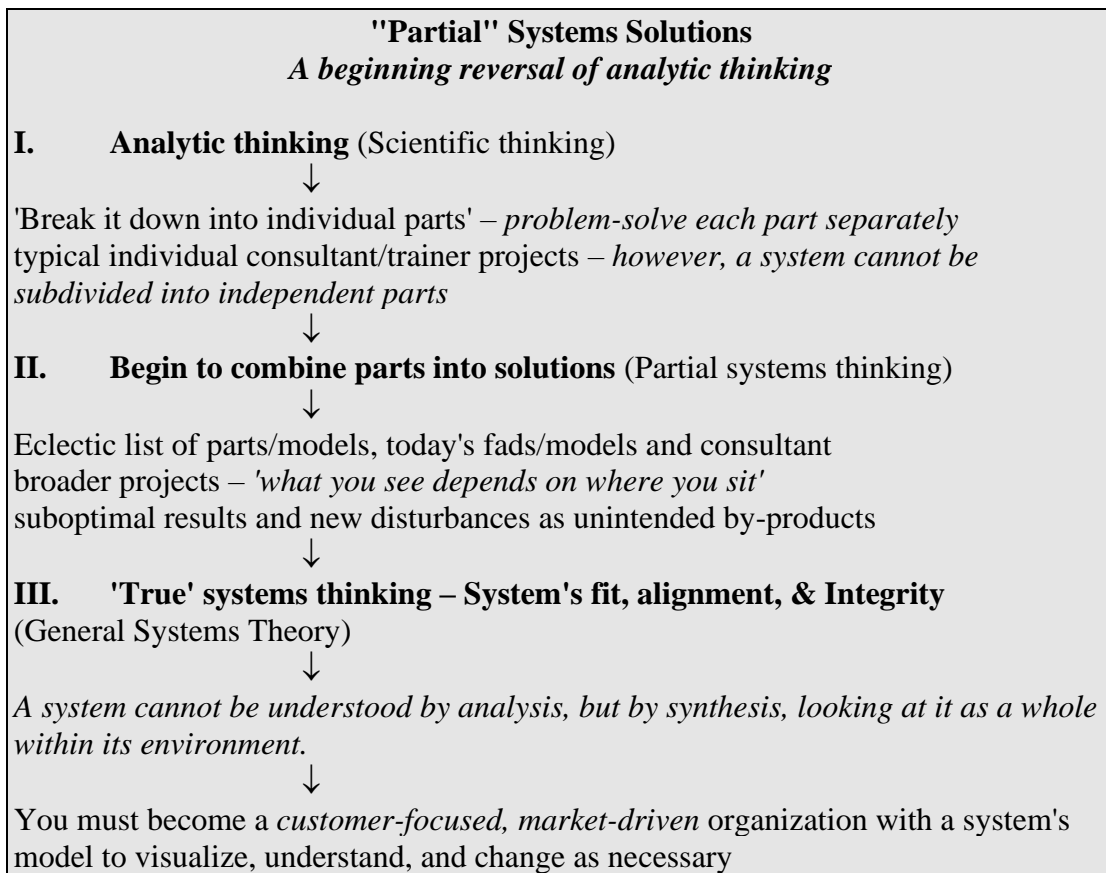 "Partial" Systems Solutions
A beginning reversal of analytic thinking
I. Analytic thinking (Scientific thinking)
↓
'Break it down into individual parts' – problem-solve each part separately
typical individual consultant/trainer projects – however, a system cannot be
subdivided into independent parts
↓
II. Begin to combine parts into solutions (Partial systems thinking)
↓
Eclectic list of parts/models, today's fads/models and consultant
broader projects – 'what you see depends on where you sit'
suboptimal results and new disturbances as unintended by-products
↓
III. 'True' systems thinking – System's fit, alignment, & Integrity
(General Systems Theory)
↓
A system cannot be understood by analysis, but by synthesis, looking at it as a whole
within its environment.
↓
You must become a customer-focused, market-driven organization with a system's
model to visualize, understand, and change as necessary